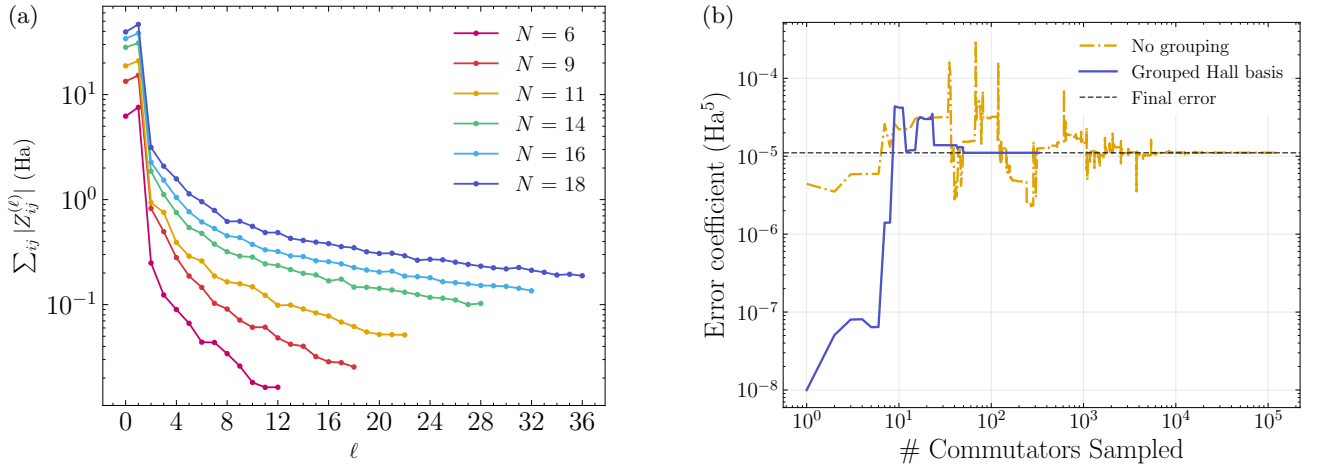 (a)
∑_{ij} |Z_{ij}^{(ℓ)}| (Ha)
10^1
10^0
10^{-1}
N = 6
N = 9
N = 11
N = 14
N = 16
N = 18
0 4 8 12 16 20 24 28 32 36
ℓ
(b)
Error coefficient (Ha^5)
10^{-4}
10^{-5}
10^{-6}
10^{-7}
10^{-8}
No grouping
Grouped Hall basis
Final error
10^0 10^1 10^2 10^3 10^4 10^5
# Commutators Sampled